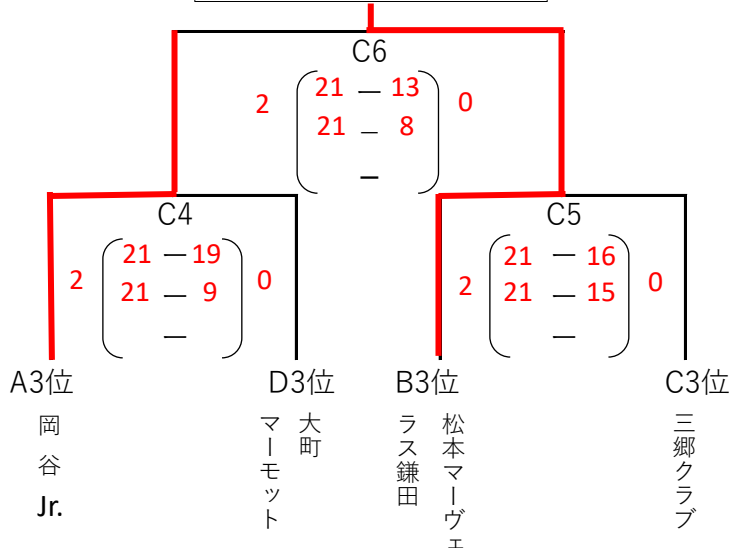 C6
2 21 — 13 0
21 — 8
—
C4
2 21 — 19 0
21 — 9
—
C5
2 21 — 16 0
21 — 15
—
A3位
D3位
B3位
C3位
岡谷Jr.
大町
マーモット
松本マーヴェ
ラス鎌田
三郷クラブ